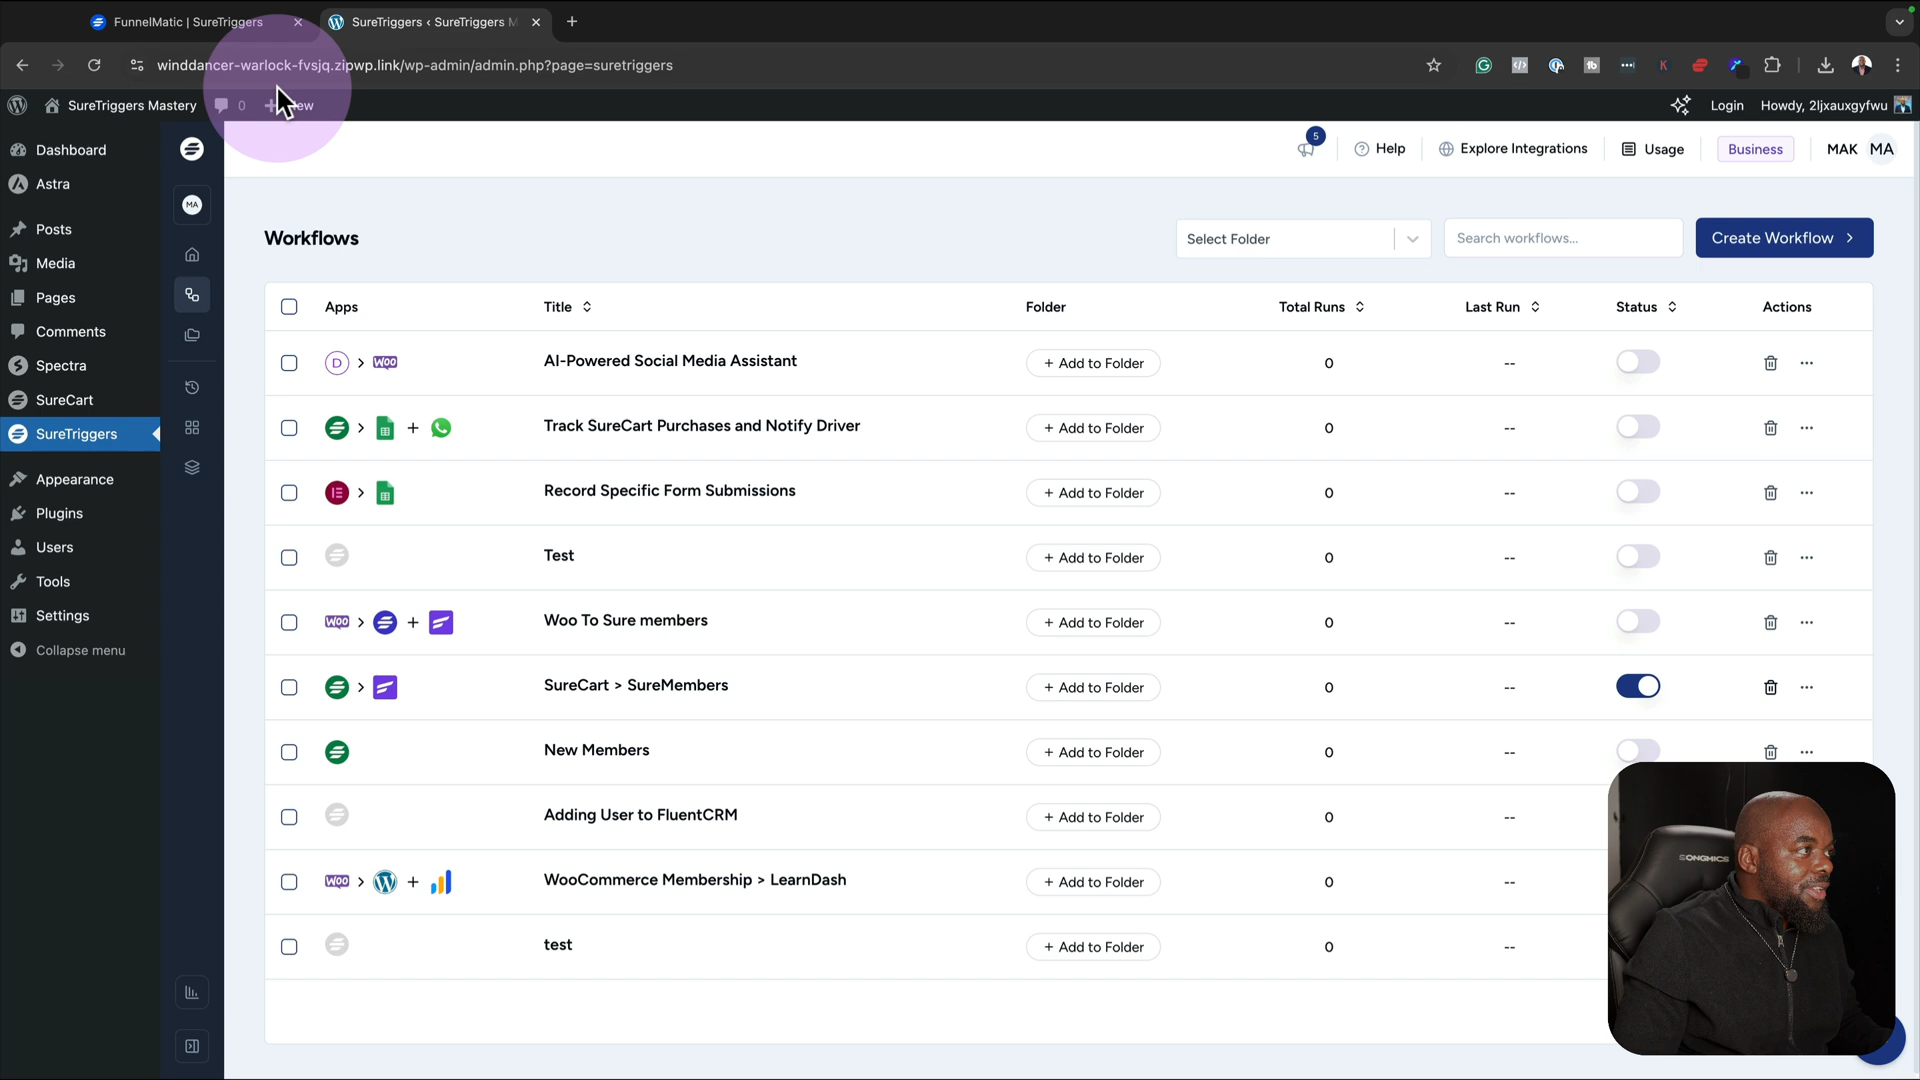 FunnelMatic | SureTriggers
SureTriggers ‹ SureTriggers M
winddancer-warlock-fvsjq.zipwp.link/wp-admin/admin.php?page=suretriggers
SureTriggers Mastery
0
Login
Howdy, 2ljxauxgyfwu
Dashboard
Astra
Posts
Media
Pages
Comments
Spectra
SureCart
SureTriggers
Appearance
Plugins
Users
Tools
Settings
Collapse menu
MA
5
Help
Explore Integrations
Usage
Business
MAK
MA
Workflows
Select Folder
Search workflows...
Create Workflow
Apps
Title
Folder
Total Runs
Last Run
Status
Actions
D > WOO AI-Powered Social Media Assistant + Add to Folder 0 --
> + Track SureCart Purchases and Notify Driver + Add to Folder 0 --
> Record Specific Form Submissions + Add to Folder 0 --
Test + Add to Folder 0 --
WOO > + Woo To Sure members + Add to Folder 0 --
> SureCart > SureMembers + Add to Folder 0 --
New Members + Add to Folder 0 --
Adding User to FluentCRM + Add to Folder 0 --
WOO > + WooCommerce Membership > LearnDash + Add to Folder 0 --
test + Add to Folder 0 --
SONGMICS